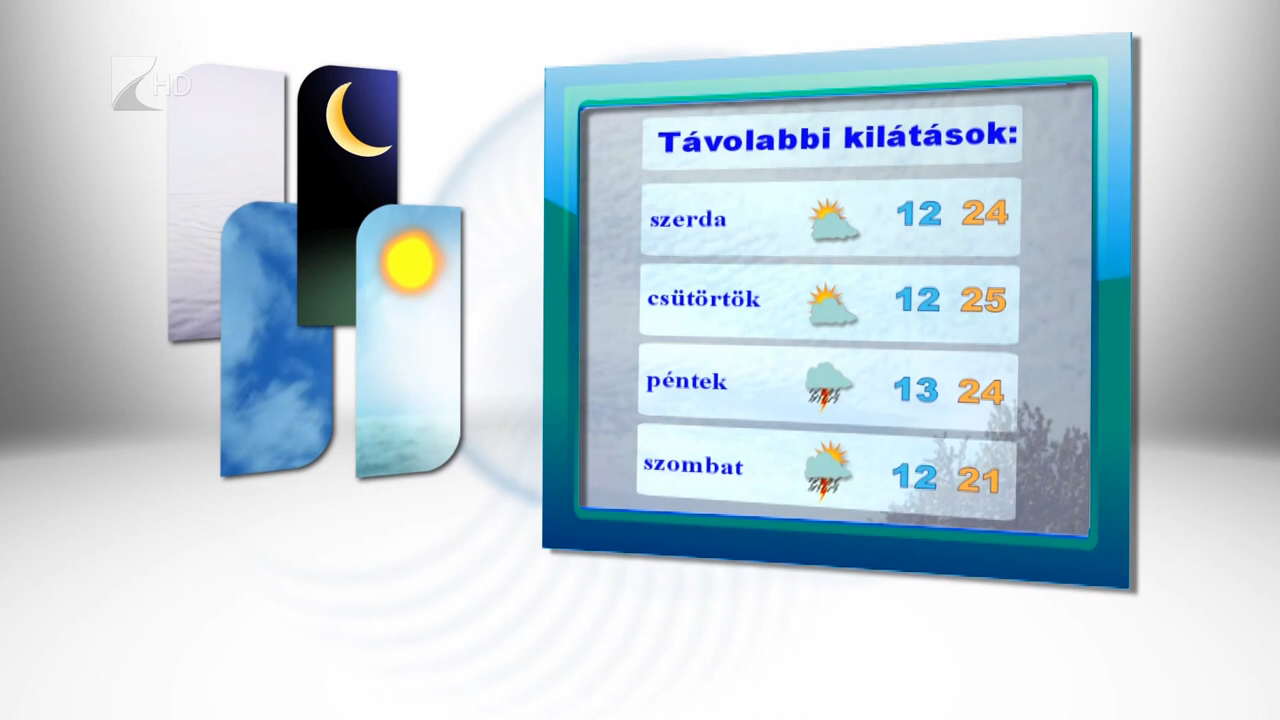 HD
Távolabbi kilátások:
szerda 12 24
csütörtök 12 25
péntek 13 24
szombat 12 21